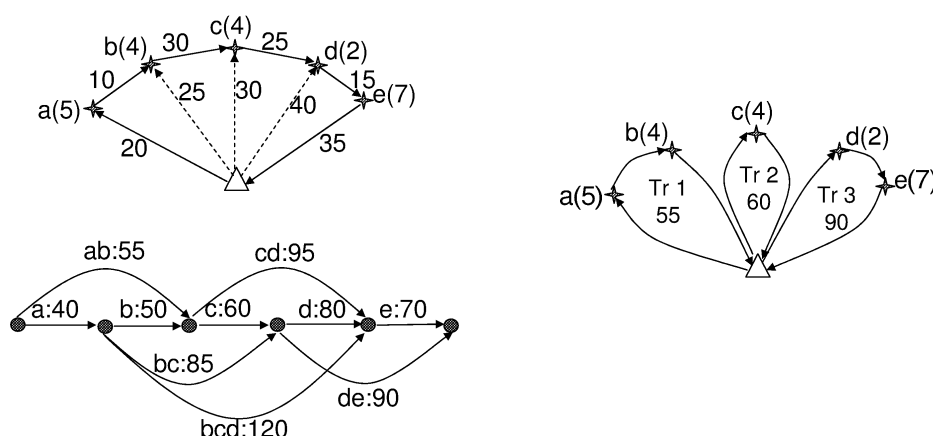 c(4)
b(4) 30 25 d(2)
10 25 30 40 15 e(7)
a(5)
20 35
ab:55 cd:95
a:40 b:50 c:60 d:80 e:70
bc:85
de:90
bcd:120
c(4)
b(4) d(2)
a(5) Tr 1 Tr 2 Tr 3 e(7)
55 60 90